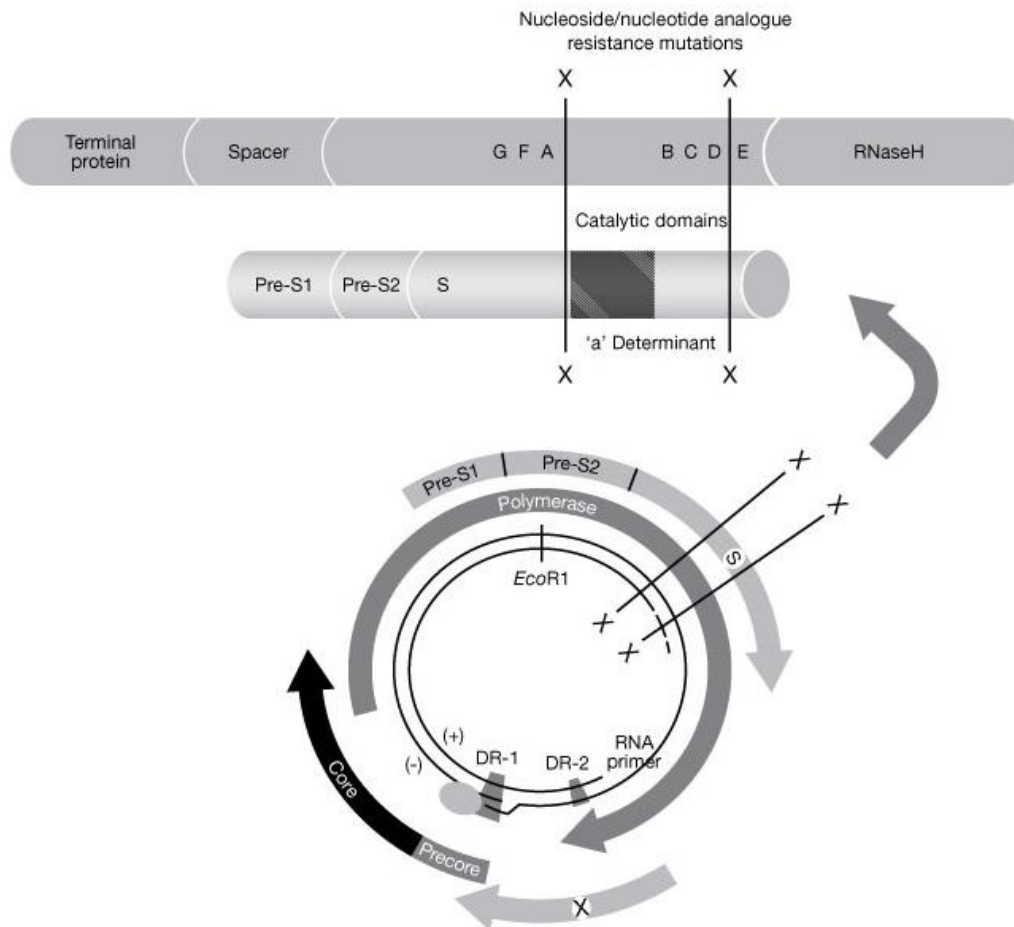 Nucleoside/nucleotide analogue
resistance mutations
X X
Terminal
protein
Spacer
G F A
B C D E
RNaseH
Catalytic domains
Pre-S1
Pre-S2
S
'a' Determinant
X X
Pre-S1
Pre-S2
X
X
Polymerase
S
EcoR1
X
X
(+)
(-)
DR-1
DR-2
RNA
primer
Core
Precore
X